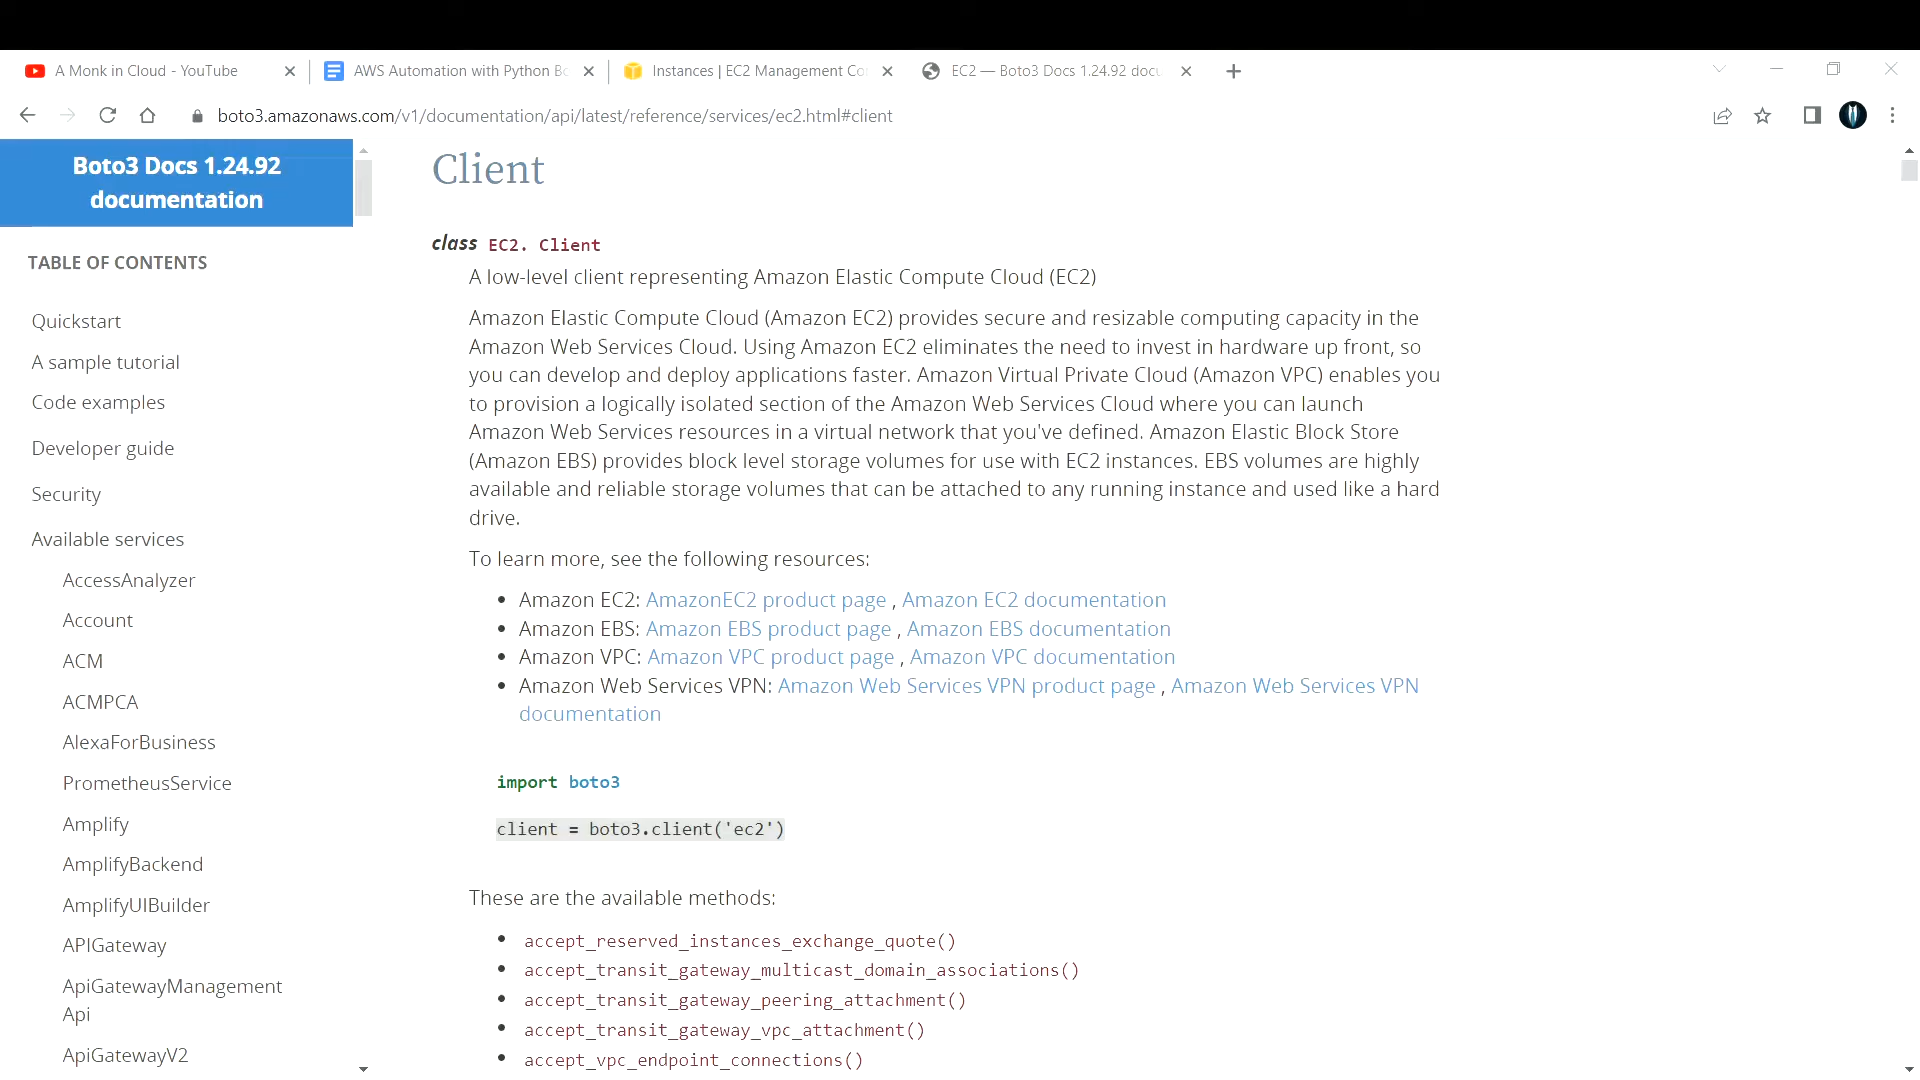 A Monk in Cloud - YouTube
AWS Automation with Python Bo
Instances | EC2 Management Co
EC2 — Boto3 Docs 1.24.92 docu
boto3.amazonaws.com/v1/documentation/api/latest/reference/services/ec2.html#client
Boto3 Docs 1.24.92
documentation
TABLE OF CONTENTS
Quickstart
A sample tutorial
Code examples
Developer guide
Security
Available services
AccessAnalyzer
Account
ACM
ACMPCA
AlexaForBusiness
PrometheusService
Amplify
AmplifyBackend
AmplifyUIBuilder
APIGateway
ApiGatewayManagement
Api
ApiGatewayV2
Client
class EC2. Client
A low-level client representing Amazon Elastic Compute Cloud (EC2)
Amazon Elastic Compute Cloud (Amazon EC2) provides secure and resizable computing capacity in the
Amazon Web Services Cloud. Using Amazon EC2 eliminates the need to invest in hardware up front, so
you can develop and deploy applications faster. Amazon Virtual Private Cloud (Amazon VPC) enables you
to provision a logically isolated section of the Amazon Web Services Cloud where you can launch
Amazon Web Services resources in a virtual network that you've defined. Amazon Elastic Block Store
(Amazon EBS) provides block level storage volumes for use with EC2 instances. EBS volumes are highly
available and reliable storage volumes that can be attached to any running instance and used like a hard
drive.
To learn more, see the following resources:
• Amazon EC2: AmazonEC2 product page , Amazon EC2 documentation
• Amazon EBS: Amazon EBS product page , Amazon EBS documentation
• Amazon VPC: Amazon VPC product page , Amazon VPC documentation
• Amazon Web Services VPN: Amazon Web Services VPN product page , Amazon Web Services VPN
documentation
import boto3
client = boto3.client('ec2')
These are the available methods:
• accept_reserved_instances_exchange_quote()
• accept_transit_gateway_multicast_domain_associations()
• accept_transit_gateway_peering_attachment()
• accept_transit_gateway_vpc_attachment()
• accept_vpc_endpoint_connections()